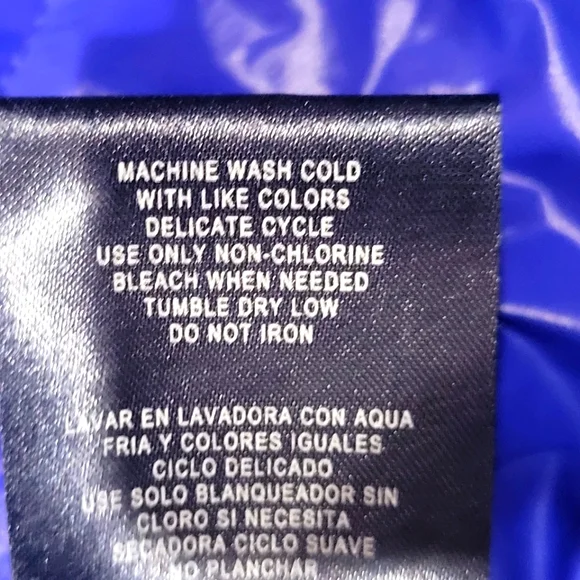 MACHINE WASH COLD
WITH LIKE COLORS
DELICATE CYCLE
USE ONLY NON-CHLORINE
BLEACH WHEN NEEDED
TUMBLE DRY LOW
DO NOT IRON
LAVAR EN LAVADORA CON AQUA
FRIA Y COLORES IGUALES
CICLO DELICADO
USE SOLO BLANQUEADOR SIN
CLORO SI NECESITA
SECADORA CICLO SUAVE
NO PLANCHAR